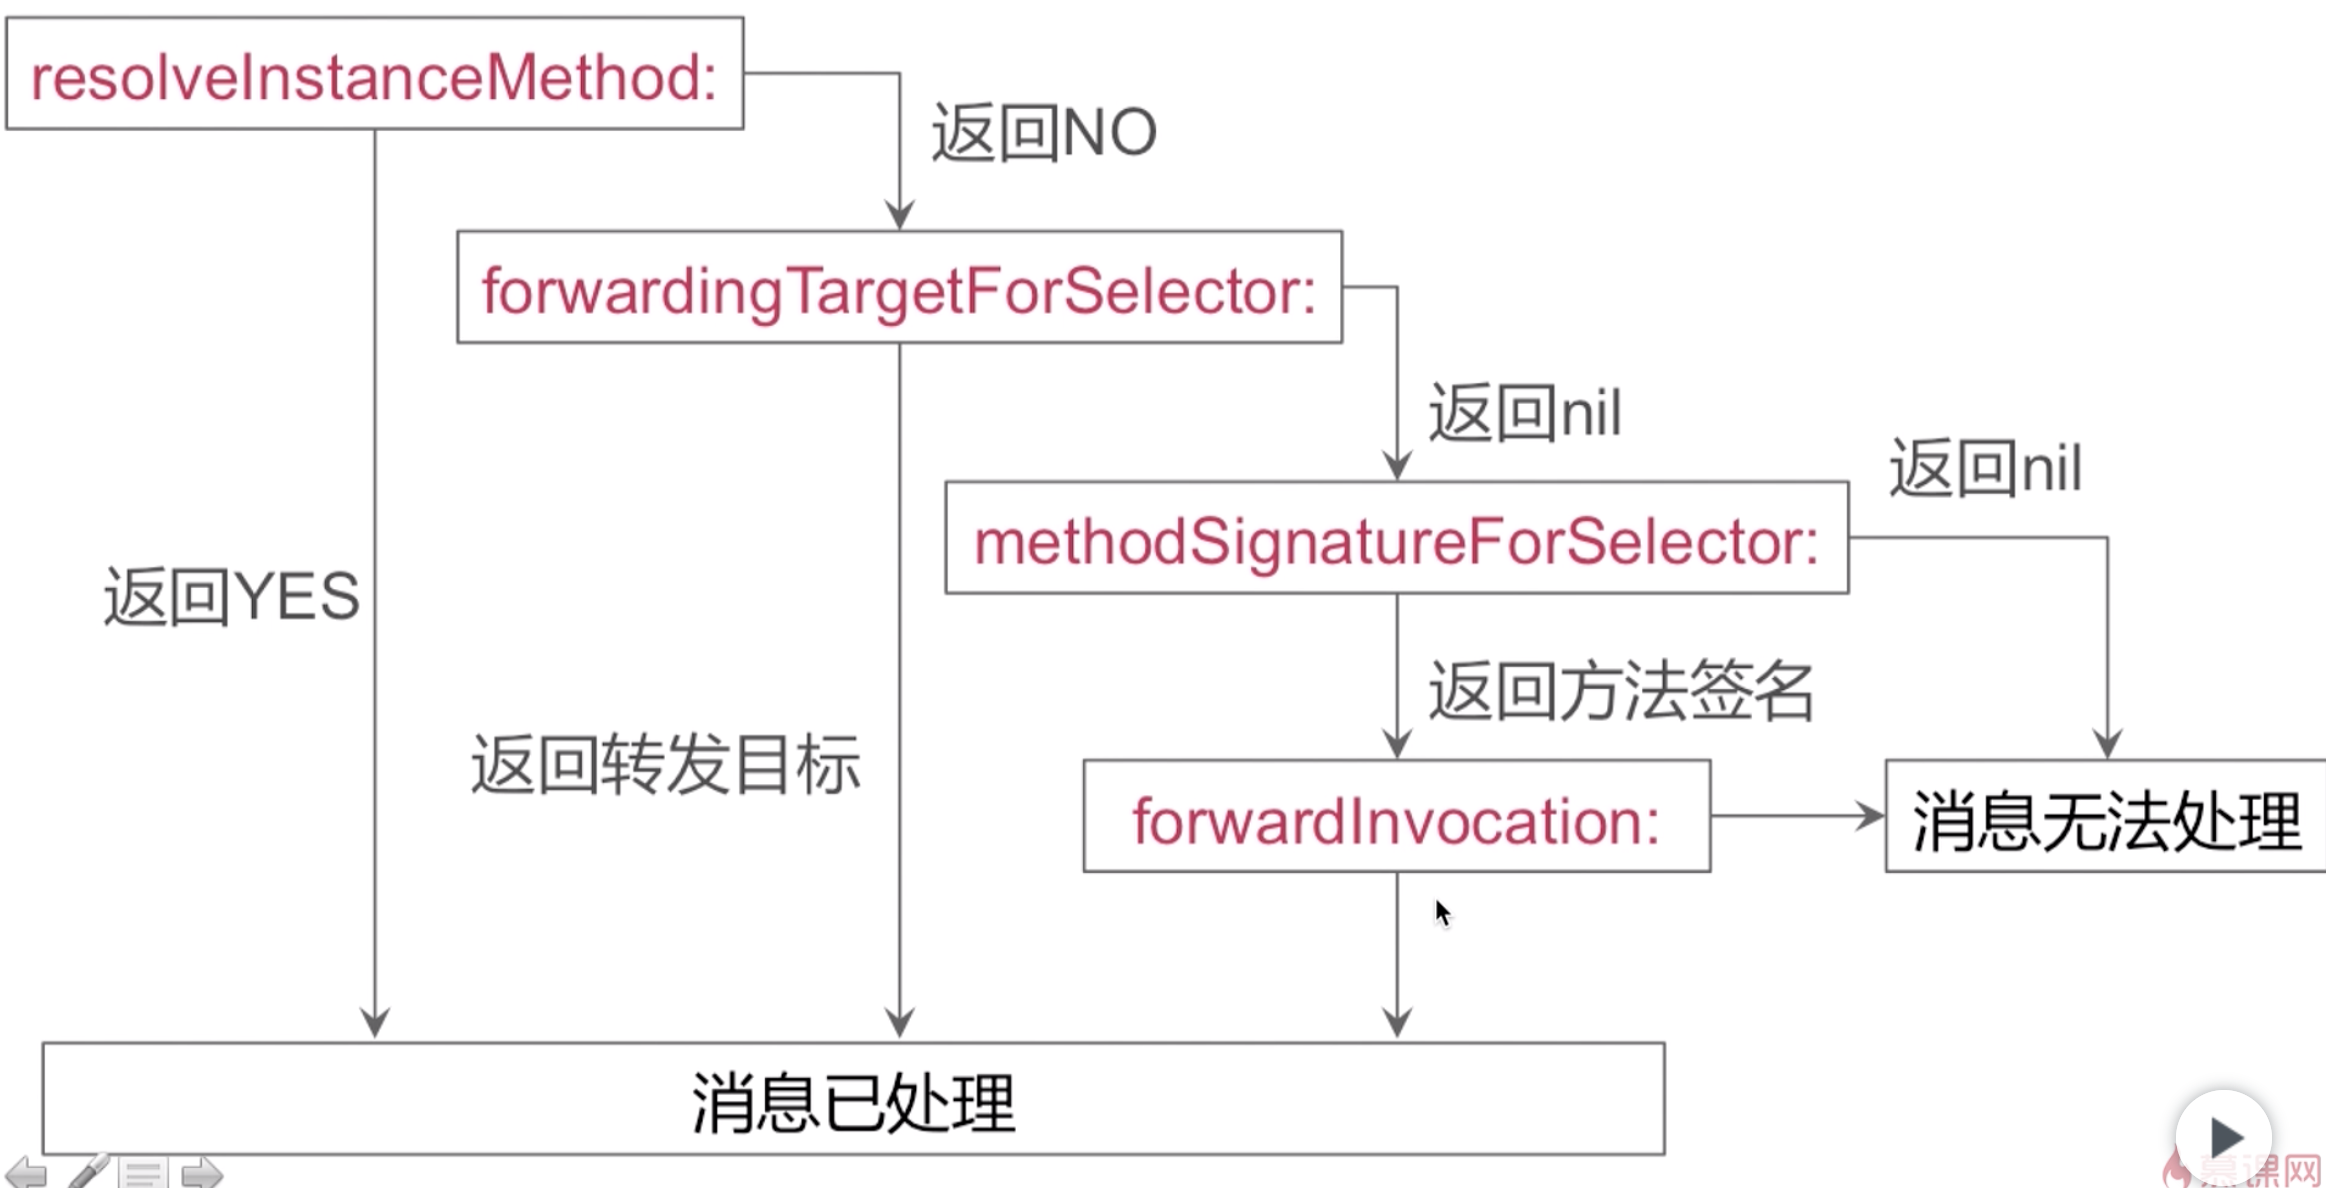 resolveInstanceMethod:
返回NO
forwardingTargetForSelector:
返回nil
返回nil
methodSignatureForSelector:
返回YES
返回方法签名
返回转发目标
forwardInvocation:
消息无法处理
消息已处理
慕课网